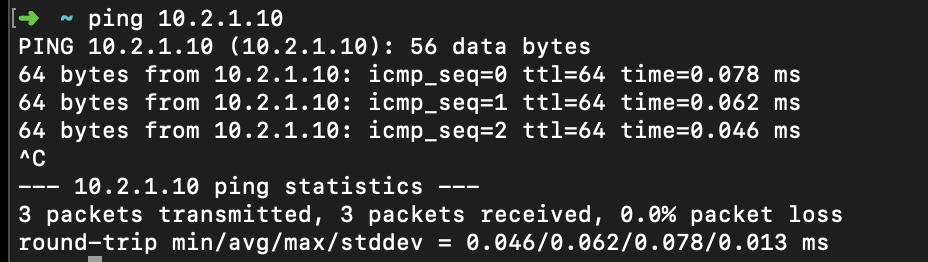 [➜ ~ ping 10.2.1.10
PING 10.2.1.10 (10.2.1.10): 56 data bytes
64 bytes from 10.2.1.10: icmp_seq=0 ttl=64 time=0.078 ms
64 bytes from 10.2.1.10: icmp_seq=1 ttl=64 time=0.062 ms
64 bytes from 10.2.1.10: icmp_seq=2 ttl=64 time=0.046 ms
^C
--- 10.2.1.10 ping statistics ---
3 packets transmitted, 3 packets received, 0.0% packet loss
round-trip min/avg/max/stddev = 0.046/0.062/0.078/0.013 ms